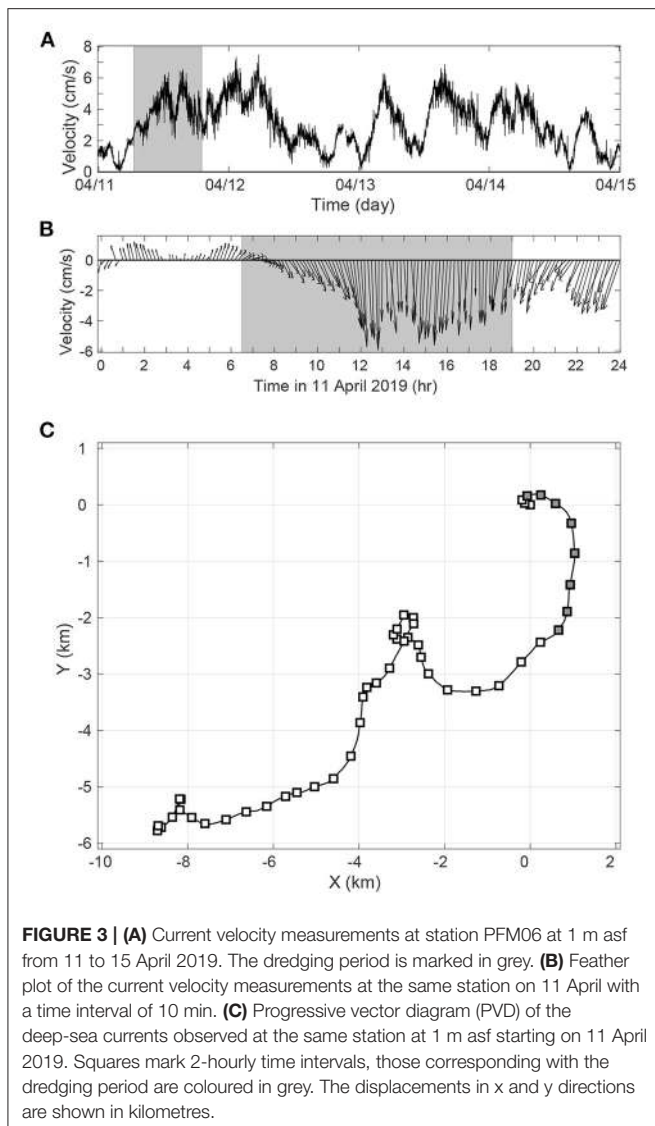 A
Velocity (cm/s)
8
6
4
2
0
04/11 04/12 04/13 04/14 04/15
Time (day)
B
Velocity (cm/s)
0
-2
-4
-6
0 2 4 6 8 10 12 14 16 18 20 22 24
Time in 11 April 2019 (hr)
C
Y (km)
1
0
-1
-2
-3
-4
-5
-6
-10 -8 -6 -4 -2 0 2
X (km)
FIGURE 3 | (A) Current velocity measurements at station PFM06 at 1 m asf
from 11 to 15 April 2019. The dredging period is marked in grey. (B) Feather
plot of the current velocity measurements at the same station on 11 April with
a time interval of 10 min. (C) Progressive vector diagram (PVD) of the
deep-sea currents observed at the same station at 1 m asf starting on 11 April
2019. Squares mark 2-hourly time intervals, those corresponding with the
dredging period are coloured in grey. The displacements in x and y directions
are shown in kilometres.